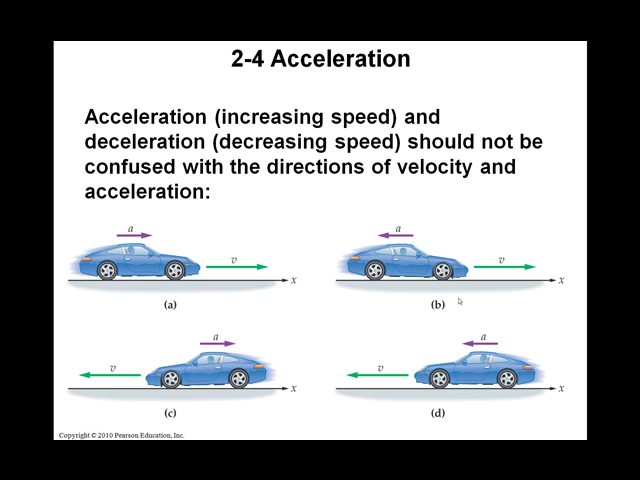 2-4 Acceleration
Acceleration (increasing speed) and
deceleration (decreasing speed) should not be
confused with the directions of velocity and
acceleration:
a
v
x
(a)
a
v
x
(b)
a
v
x
(c)
a
v
x
(d)
Copyright © 2010 Pearson Education, Inc.